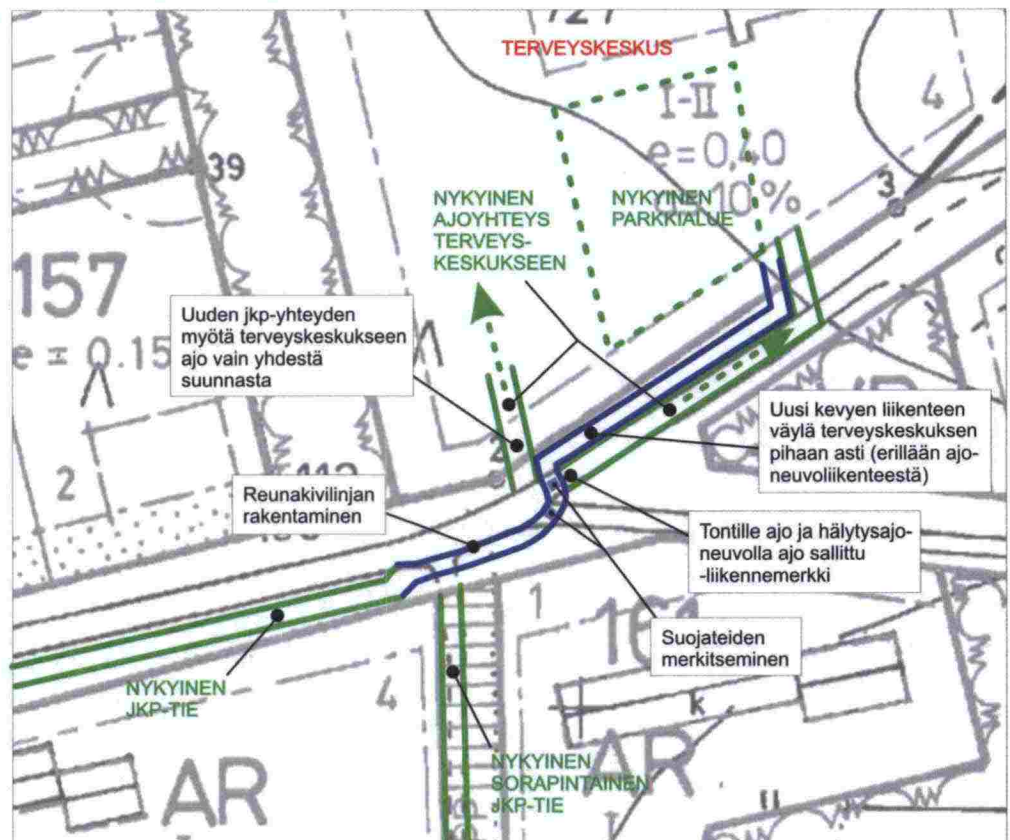 TERVEYSKESKUS
I-II
e=0.40
10%
4
3
39
NYKYINEN
AJOYHTEYS
TERVEYS-
KESKUKSEEN
NYKYINEN
PARKKIALUE
157
e = 0.15
Uuden jkp-yhteyden
myötä terveyskeskukseen
ajo vain yhdestä
suunnasta
Uusi kevyen liikenteen
väylä terveyskeskuksen
pihaan asti (erillään ajo-
neuvoliikenteestä)
2
Reunakivilinjan
rakentaminen
Tontille ajo ja hälytysajo-
neuvolla ajo sallittu
-liikennemerkki
1
161
Suojateiden
merkitseminen
NYKYINEN
JKP-TIE
4
k
AR
AR
NYKYINEN
SORAPINTAINEN
JKP-TIE
II